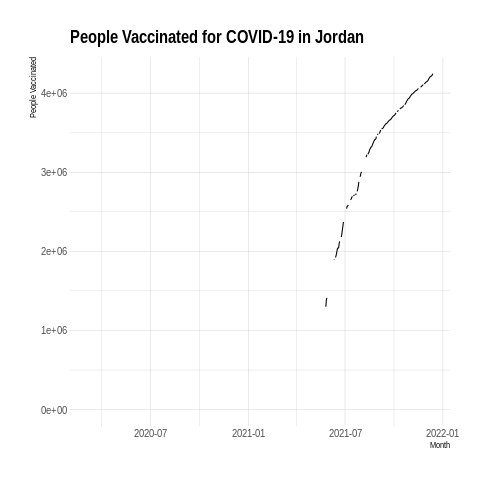 People Vaccinated for COVID-19 in Jordan
People Vaccinated
4e+06
3e+06
2e+06
1e+06
0e+00
2020-07
2021-01
2021-07
2022-01
Month